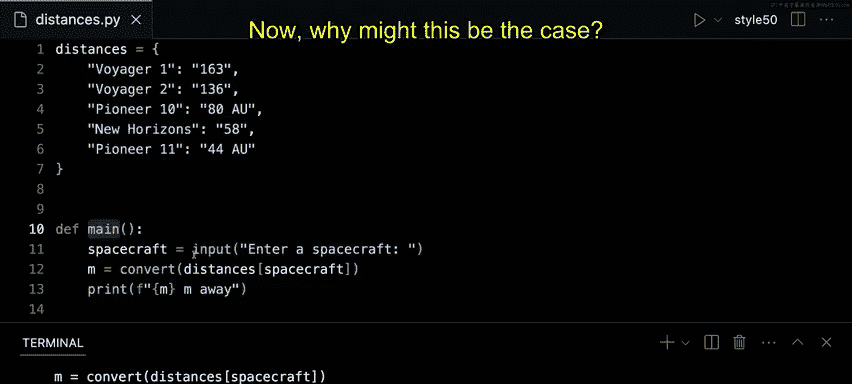 distances.py
style50
Now, why might this be the case?
1 distances = {
2 "Voyager 1": "163",
3 "Voyager 2": "136",
4 "Pioneer 10": "80 AU",
5 "New Horizons": "58",
6 "Pioneer 11": "44 AU"
7 }
8
9
10 def main():
11 spacecraft = input("Enter a spacecraft: ")
12 m = convert(distances[spacecraft])
13 print(f"{m} m away")
14
TERMINAL
m = convert(distances[spacecraft])